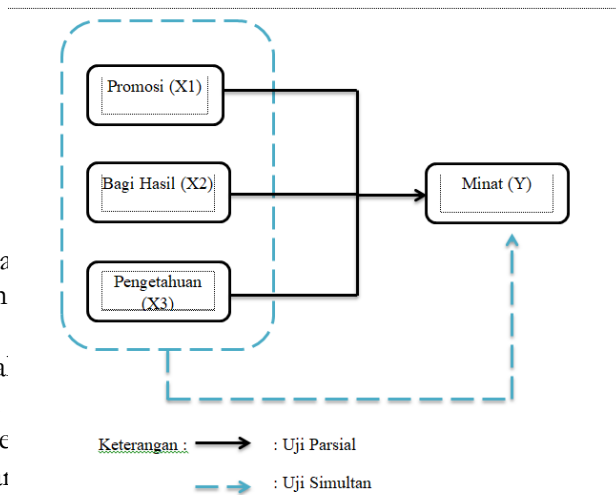 Promosi (X1)
Bagi Hasil (X2)
Minat (Y)
Pengetahuan
(X3)
Keterangan :
: Uji Parsial
: Uji Simultan